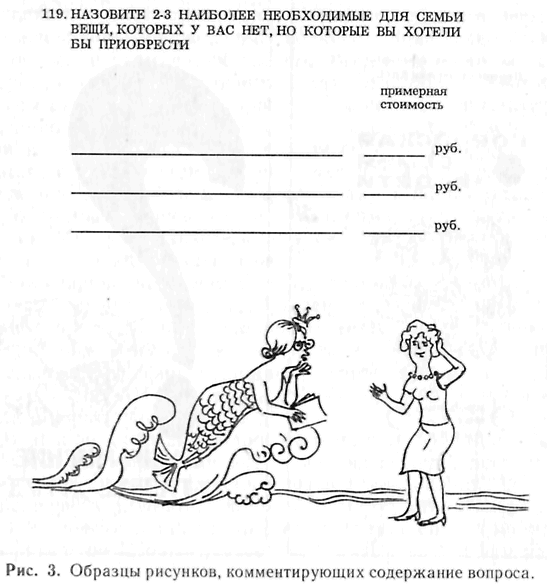 119. НАЗОВИТЕ 2-3 НАИБОЛЕЕ НЕОБХОДИМЫЕ ДЛЯ СЕМЬИ
ВЕЩИ, КОТОРЫХ У ВАС НЕТ, НО КОТОРЫЕ ВЫ ХОТЕЛИ
БЫ ПРИОБРЕСТИ
примерная
стоимость
руб.
руб.
руб.
Рис. 3. Образцы рисунков, комментирующих содержание вопроса.